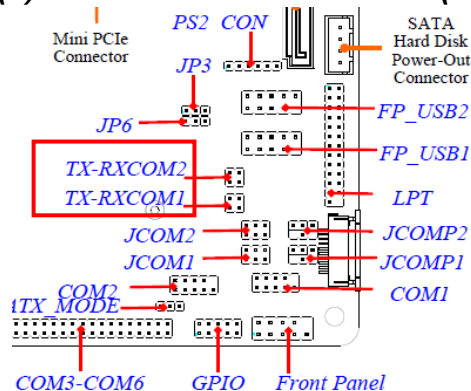 PS2 CON
Mini PCIe
Connector
SATA
Hard Disk
Power-Out
Connector
JP3
JP6
FP_USB2
FP_USB1
TX-RXCOM2
TX-RXCOM1
LPT
JCOM2
JCOMP2
JCOM1
JCOMP1
COM2
COM1
ATX_MODE
COM3-COM6
GPIO
Front Panel